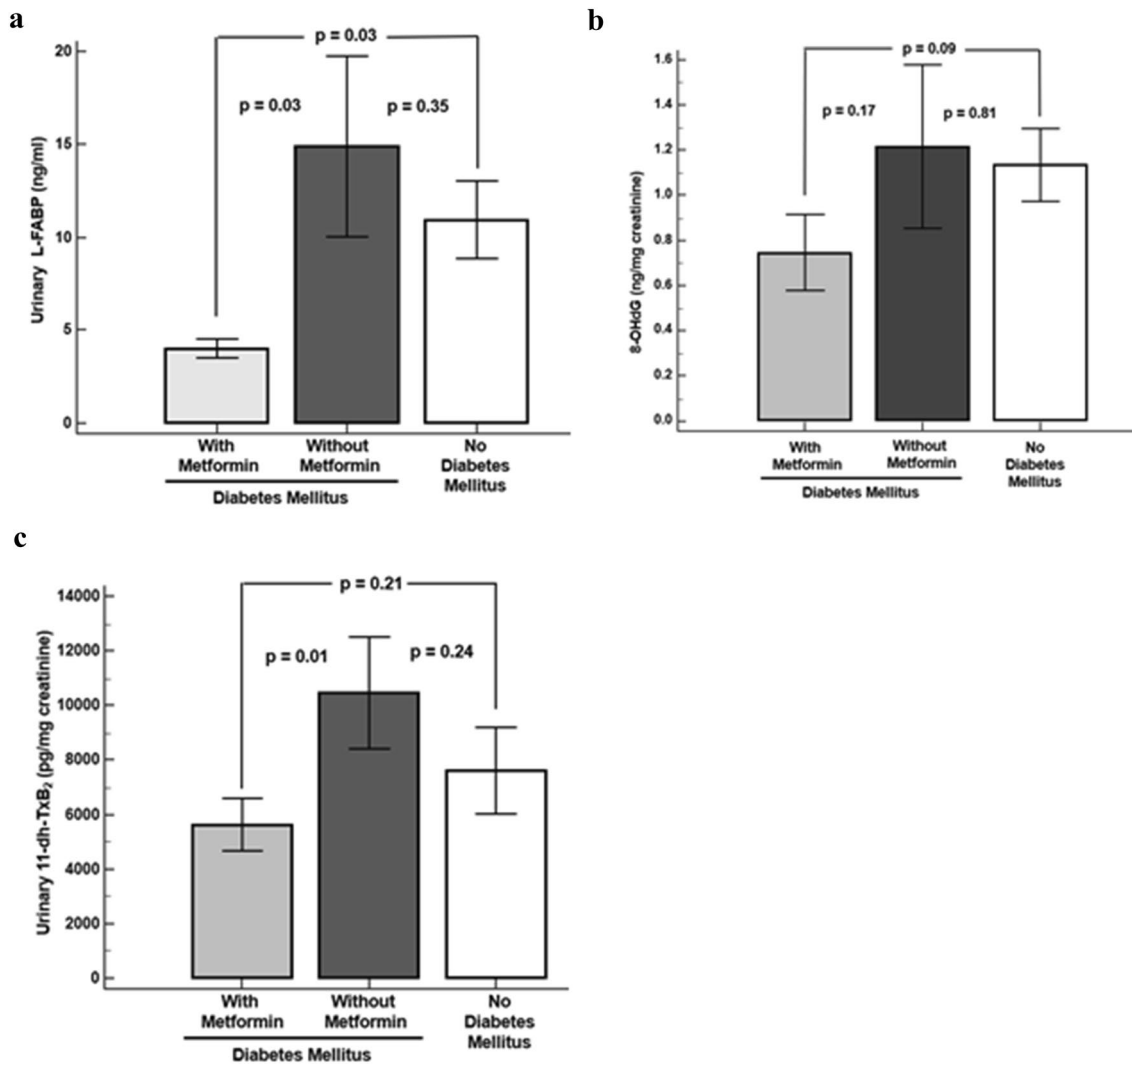 a
p = 0.03
p = 0.03
p = 0.35
Urinary L-FABP (ng/ml)
20
15
10
5
0
With
Metformin
Without
Metformin
No
Diabetes
Mellitus
Diabetes Mellitus
b
p = 0.09
p = 0.17
p = 0.81
8-OHdG (ng/mg creatinine)
1.6
1.4
1.2
1.0
0.8
0.6
0.4
0.2
0.0
With
Metformin
Without
Metformin
No
Diabetes
Mellitus
Diabetes Mellitus
c
p = 0.21
p = 0.01
p = 0.24
Urinary 11-dh-TxB₂ (pg/mg creatinine)
14000
12000
10000
8000
6000
4000
2000
0
With
Metformin
Without
Metformin
No
Diabetes
Mellitus
Diabetes Mellitus